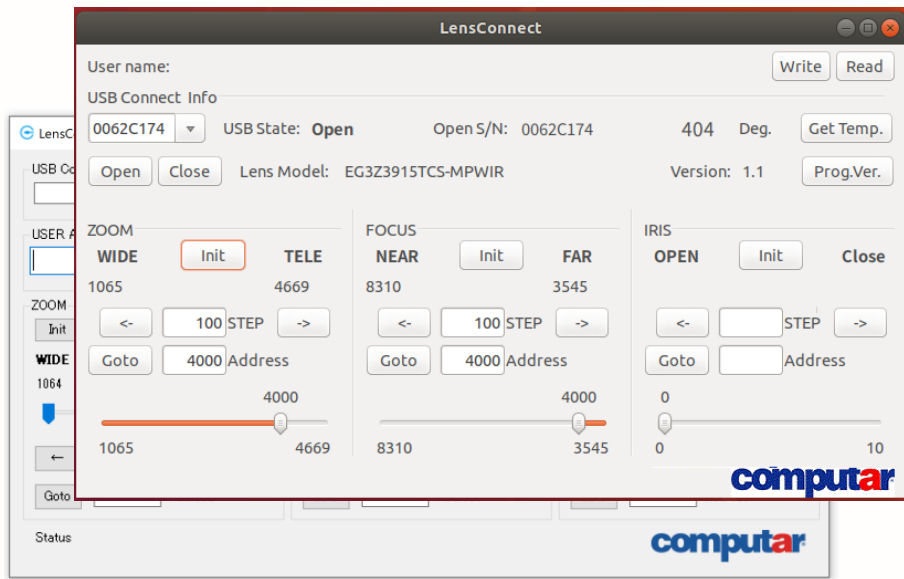 LensConnect
User name:
Write Read
USB Connect Info
0062C174 USB State: Open Open S/N: 0062C174 404 Deg. Get Temp.
Open Close Lens Model: EG3Z3915TCS-MPWIR Version: 1.1 Prog.Ver.
ZOOM FOCUS IRIS
WIDE Init TELE NEAR Init FAR OPEN Init Close
1065 4669 8310 3545
<- 100 STEP -> <- 100 STEP -> <- STEP ->
Goto 4000 Address Goto 4000 Address Goto Address
4000 4000 0
1065 4669 8310 3545 0 10
computar
USB
USER
ZOOM
Init
WIDE
1064
←
Goto
Status
computar